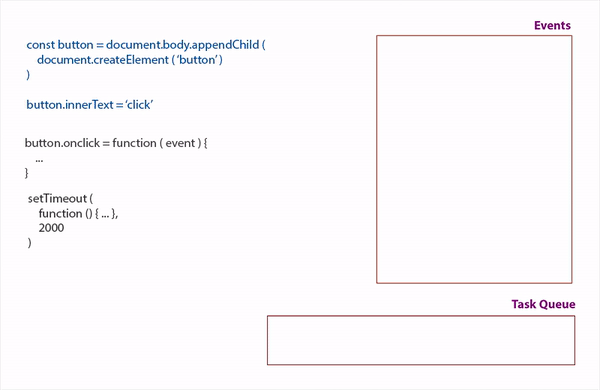 Events
const button = document.body.appendChild (
document.createElement ( ‘button’ )
)
button.innerText = ‘click’
button.onclick = function ( event ) {
...
}
setTimeout (
function () { ... },
2000
)
Task Queue